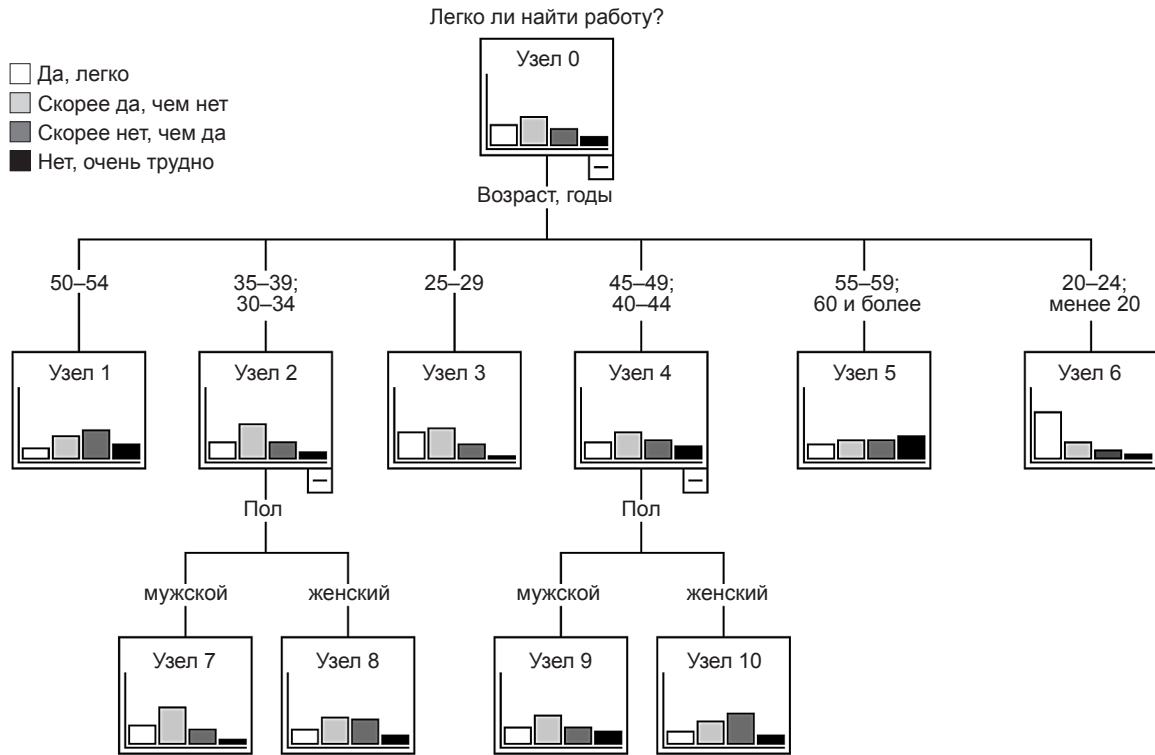 Легко ли найти работу?
Да, легко
Скорее да, чем нет
Скорее нет, чем да
Нет, очень трудно
Узел 0
Возраст, годы
50–54
35–39;
30–34
25–29
45–49;
40–44
55–59;
60 и более
20–24;
менее 20
Узел 1
Узел 2
Узел 3
Узел 4
Узел 5
Узел 6
Пол
Пол
мужской
женский
мужской
женский
Узел 7
Узел 8
Узел 9
Узел 10